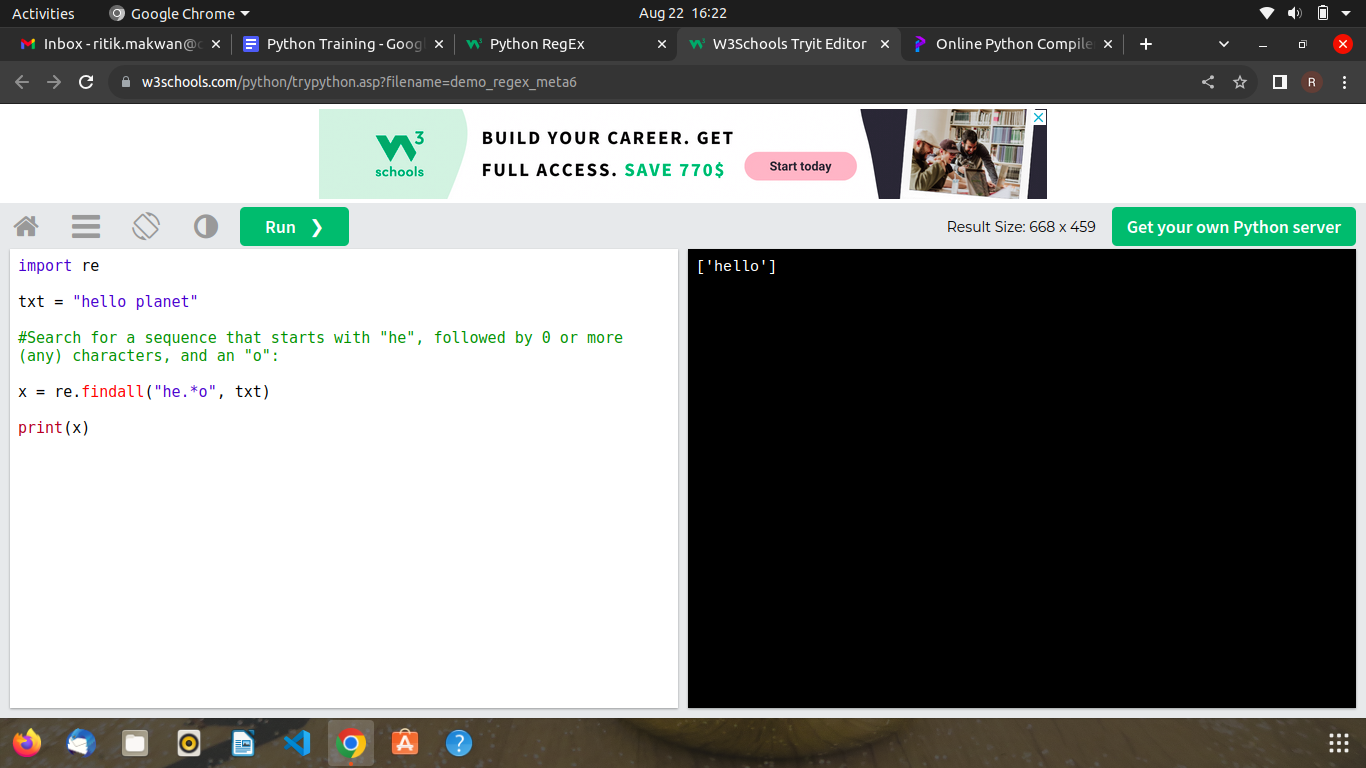 Activities
Google Chrome
Aug 22 16:22
Inbox - ritik.makwan@
Python Training - Goog
Python RegEx
W3Schools Tryit Editor
Online Python Compile
w3schools.com/python/trypython.asp?filename=demo_regex_meta6
R
W3
schools
BUILD YOUR CAREER. GET
FULL ACCESS. SAVE 770$
Start today
Run ❯
Result Size: 668 x 459
Get your own Python server
import re
txt = "hello planet"
#Search for a sequence that starts with "he", followed by 0 or more
(any) characters, and an "o":
x = re.findall("he.*o", txt)
print(x)
['hello']